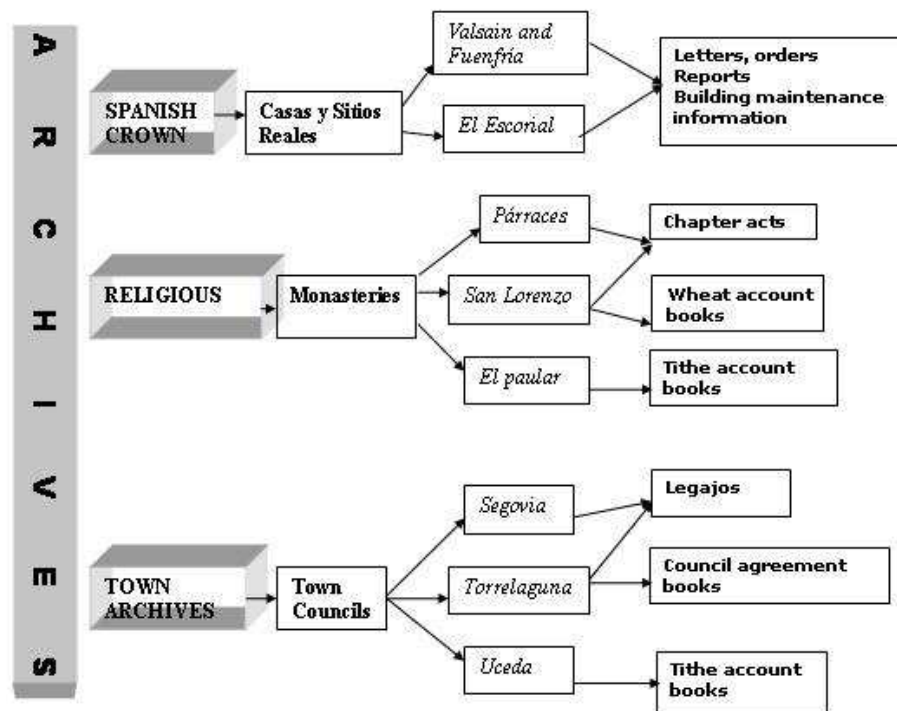 ARCHIVES
SPANISH
CROWN
Casas y Sitios
Reales
Valsain and
Fuenfría
El Escorial
Letters, orders
Reports
Building maintenance
information
RELIGIOUS
Monasteries
Párraces
San Lorenzo
El paular
Chapter acts
Wheat account
books
Tithe account
books
TOWN
ARCHIVES
Town
Councils
Segovia
Torrelaguna
Uceda
Legajos
Council agreement
books
Tithe account
books